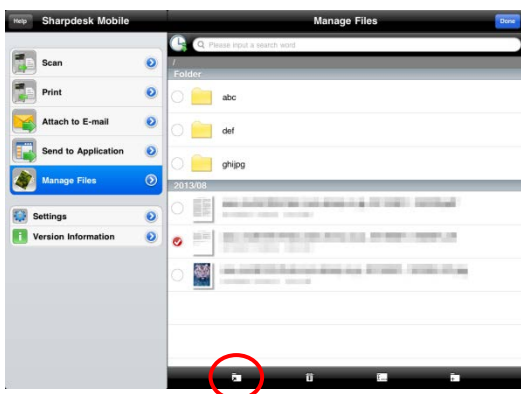 Help
Sharpdesk Mobile
Manage Files
Done
Please input a search word
Scan
Print
Attach to E-mail
Send to Application
Manage Files
Settings
Version Information
/
Folder
abc
def
ghijpg
2013/08